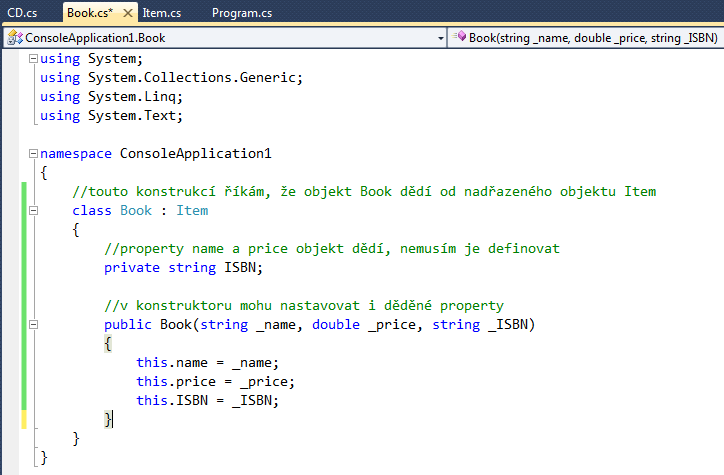 CD.cs Book.cs* Item.cs Program.cs
ConsoleApplication1.Book Book(string _name, double _price, string _ISBN)
using System;
using System.Collections.Generic;
using System.Linq;
using System.Text;
namespace ConsoleApplication1
{
//touto konstrukcí říkám, že objekt Book dědí od nadřazeného objektu Item
class Book : Item
{
//property name a price objekt dědí, nemusím je definovat
private string ISBN;
//v konstruktoru mohu nastavovat i děděné property
public Book(string _name, double _price, string _ISBN)
{
this.name = _name;
this.price = _price;
this.ISBN = _ISBN;
}
}
}